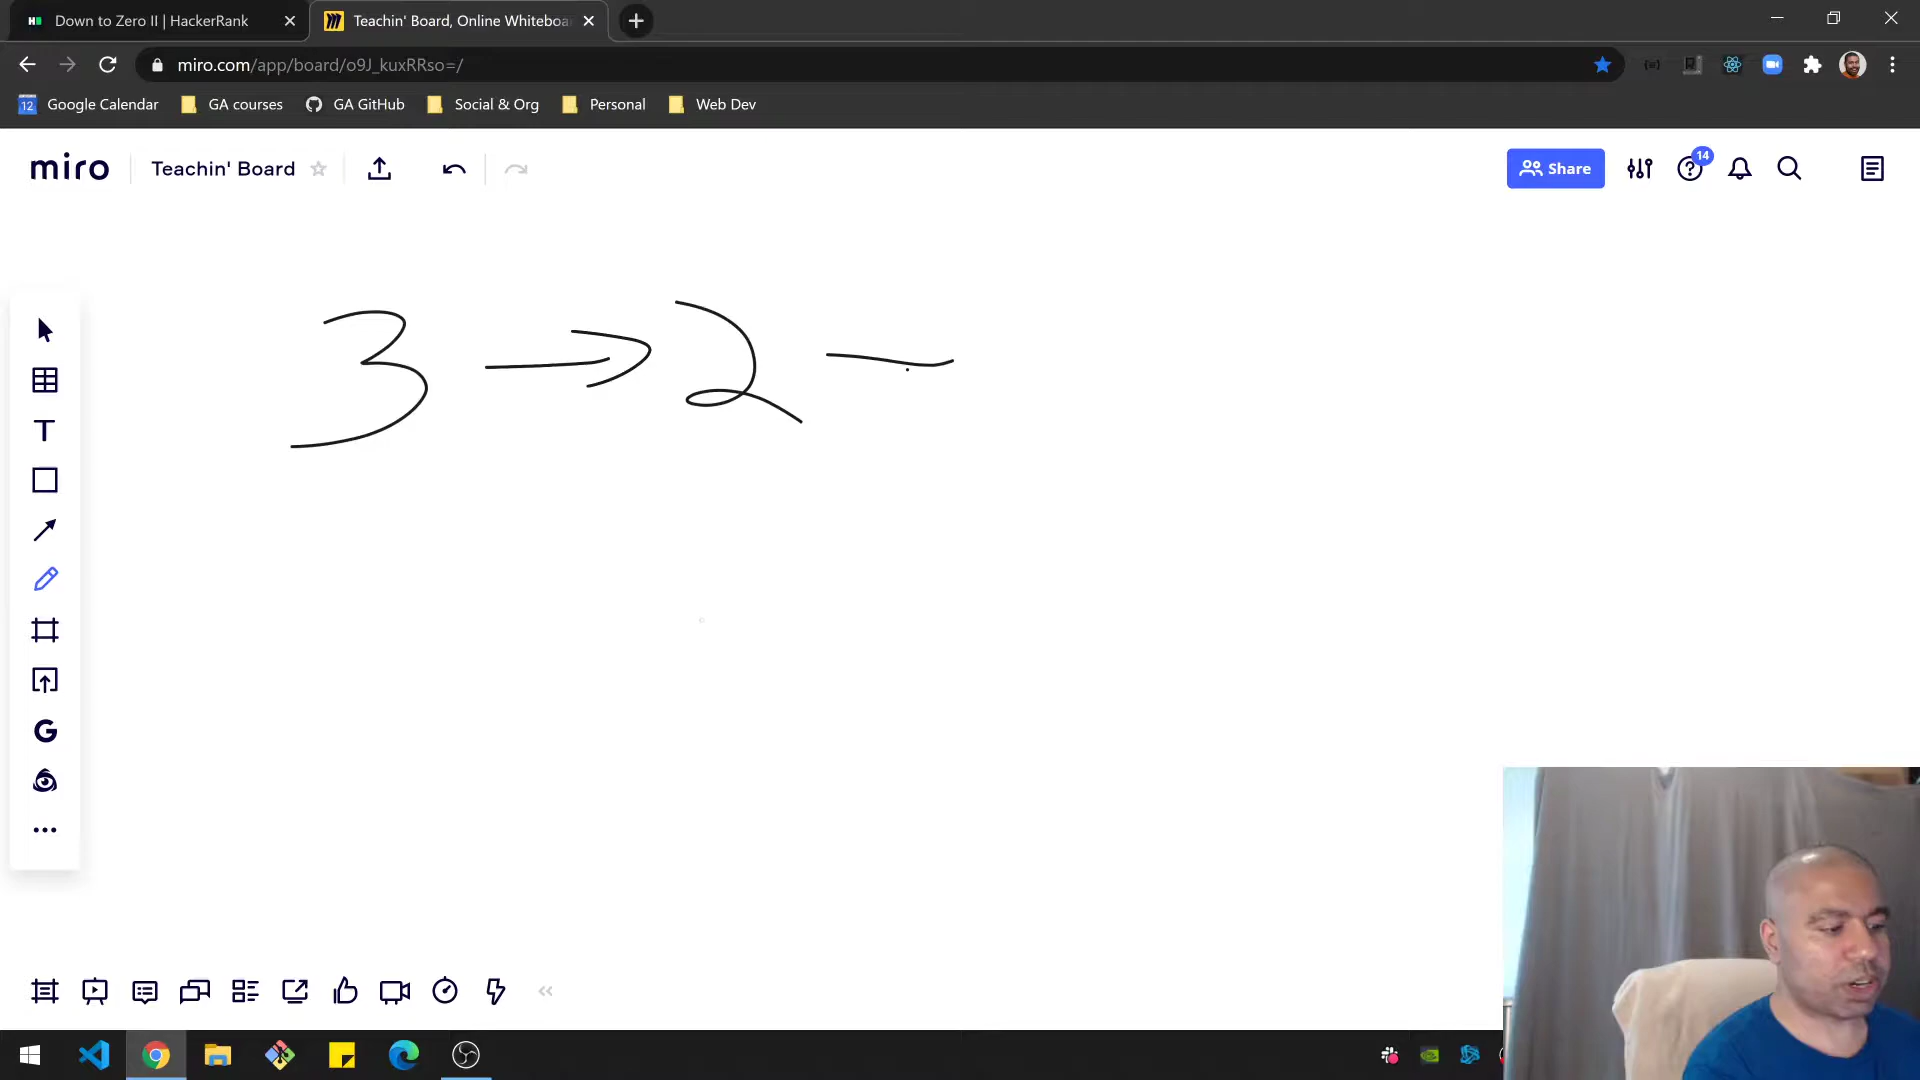 Down to Zero II | HackerRank
Teachin' Board, Online Whiteboa
miro.com/app/board/o9J_kuxRRso=/
12 Google Calendar GA courses GA GitHub Social & Org Personal Web Dev
miro Teachin' Board Share 14
3 → 2 —
T
G